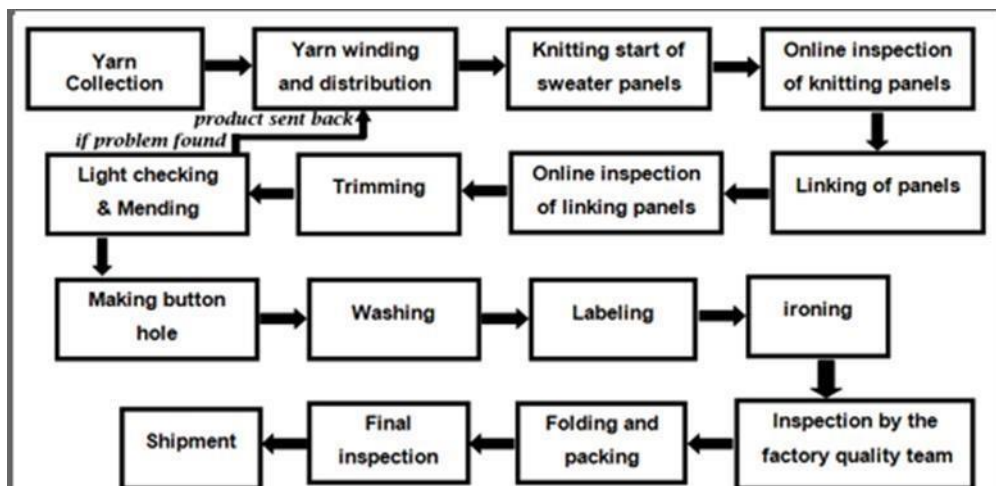 Yarn
Collection
Yarn winding
and distribution
Knitting start of
sweater panels
Online inspection
of knitting panels
product sent back
if problem found
Light checking
& Mending
Trimming
Online inspection
of linking panels
Linking of panels
Making button
hole
Washing
Labeling
ironing
Shipment
Final
inspection
Folding and
packing
Inspection by the
factory quality team